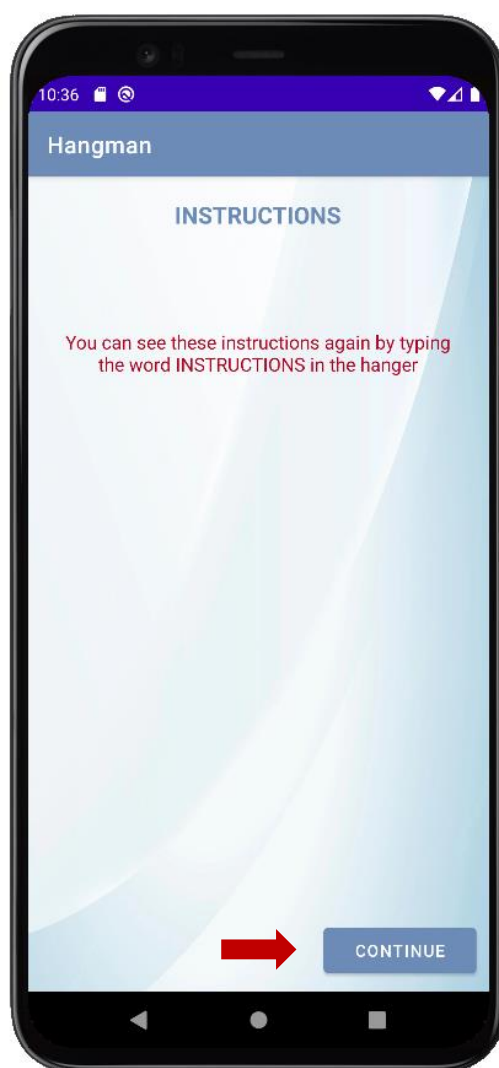 10:36
Hangman
INSTRUCTIONS
You can see these instructions again by typing
the word INSTRUCTIONS in the hanger
CONTINUE